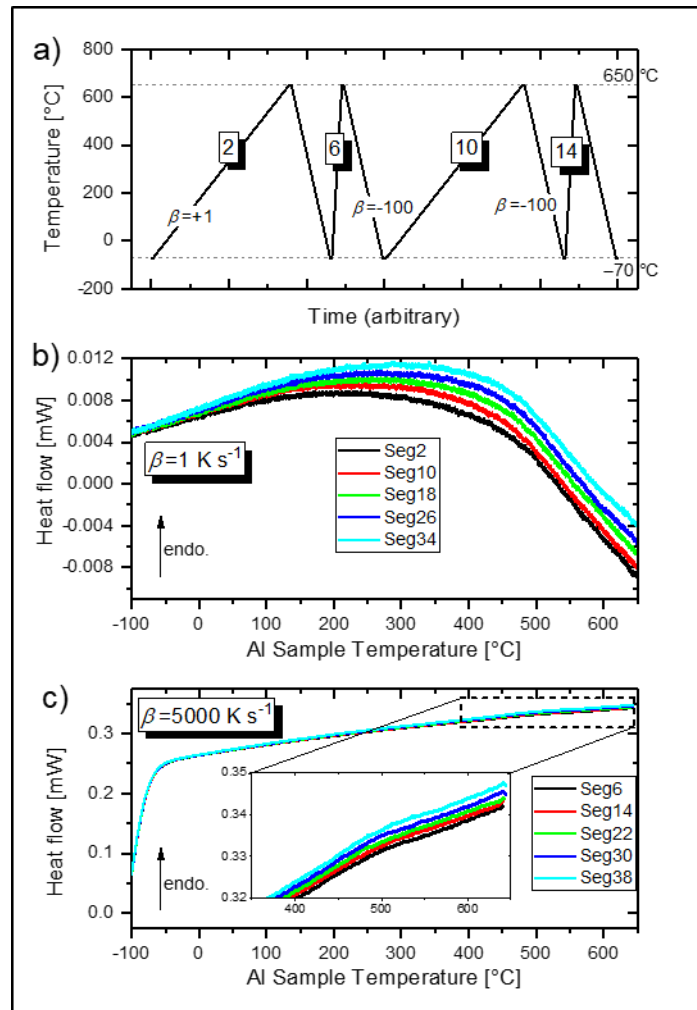 a)
800
600
400
200
0
-200
Temperature [°C]
650 °C
2
6
10
14
β=+1
β=-100
β=-100
−70 °C
Time (arbitrary)
b)
0.012
0.008
0.004
0.000
-0.004
-0.008
Heat flow [mW]
β=1 K s⁻¹
endo.
Seg2
Seg10
Seg18
Seg26
Seg34
-100 0 100 200 300 400 500 600
Al Sample Temperature [°C]
c)
β=5000 K s⁻¹
0.3
0.2
0.1
0.0
Heat flow [mW]
endo.
0.35
0.34
0.33
0.32
400 500 600
Seg6
Seg14
Seg22
Seg30
Seg38
-100 0 100 200 300 400 500 600
Al Sample Temperature [°C]